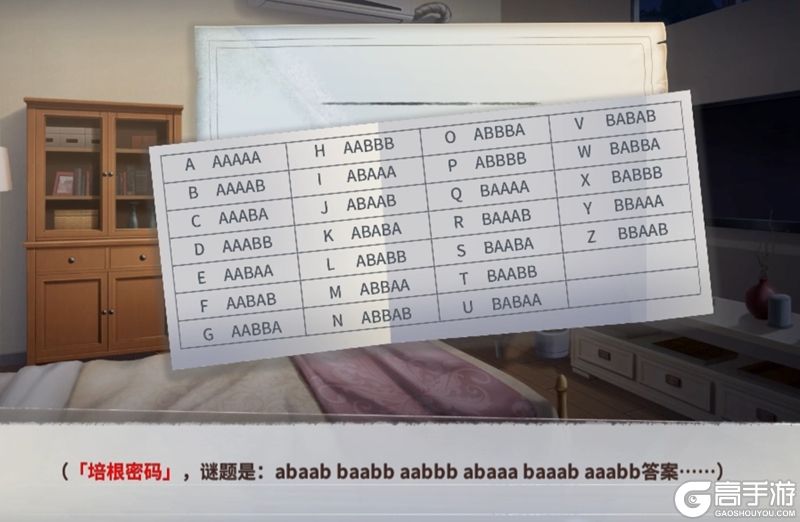 A AAAAA H AABBB O ABBBA V BABAB
B AAAAB I ABAAA P ABBBB W BABBA
C AAABA J ABAAB Q BAAAA X BABBB
D AAABB K ABABA R BAAAB Y BBAAA
E AABAA L ABABB S BAABA Z BBAAB
F AABAB M ABBAA T BAABB
G AABBA N ABBAB U BABAA
（「培根密码」，谜题是：abaab baabb aabbb abaaa baaab aaabb答案……）
高手游
GAOSHOUYOU.COM